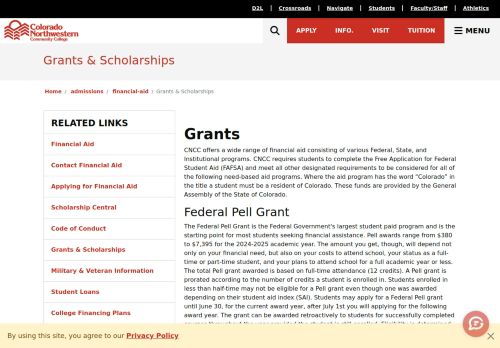 D2L | Crossroads | Navigate | Students | Faculty/Staff | Athletics
Colorado
Northwestern
Community College
APPLY INFO. VISIT TUITION MENU
Grants & Scholarships
Home / admissions / financial-aid / Grants & Scholarships
RELATED LINKS
Financial Aid
Contact Financial Aid
Applying for Financial Aid
Scholarship Central
Code of Conduct
Grants & Scholarships
Military & Veteran Information
Student Loans
College Financing Plans
Grants
CNCC offers a wide range of financial aid consisting of various Federal, State, and
Institutional programs. CNCC requires students to complete the Free Application for Federal
Student Aid (FAFSA) and meet all other designated requirements to be considered for all of
the following need-based aid programs. Where the aid program has the word "Colorado" in
the title a student must be a resident of Colorado. These funds are provided by the General
Assembly of the State of Colorado.
Federal Pell Grant
The Federal Pell Grant is the Federal Government's largest student paid program and is the
starting point for most students seeking financial assistance. Pell awards range from $380
to $7,395 for the 2024-2025 academic year. The amount you get, though, will depend not
only on your financial need, but also on your costs to attend school, your status as a full-
time or part-time student, and your plans to attend school for a full academic year or less.
The total Pell grant awarded is based on full-time attendance (12 credits). A Pell grant is
prorated according to the number of credits a student is enrolled in. Students enrolled in
less than half-time may not be eligible for a Pell grant even though one was awarded
depending on their student aid index (SAI). Students may apply for a Federal Pell grant
until June 30, for the current award year, after July 1st you will applying for the following
award year. The grant can be awarded retroactively to students for successfully completed
By using this site, you agree to our Privacy Policy
×